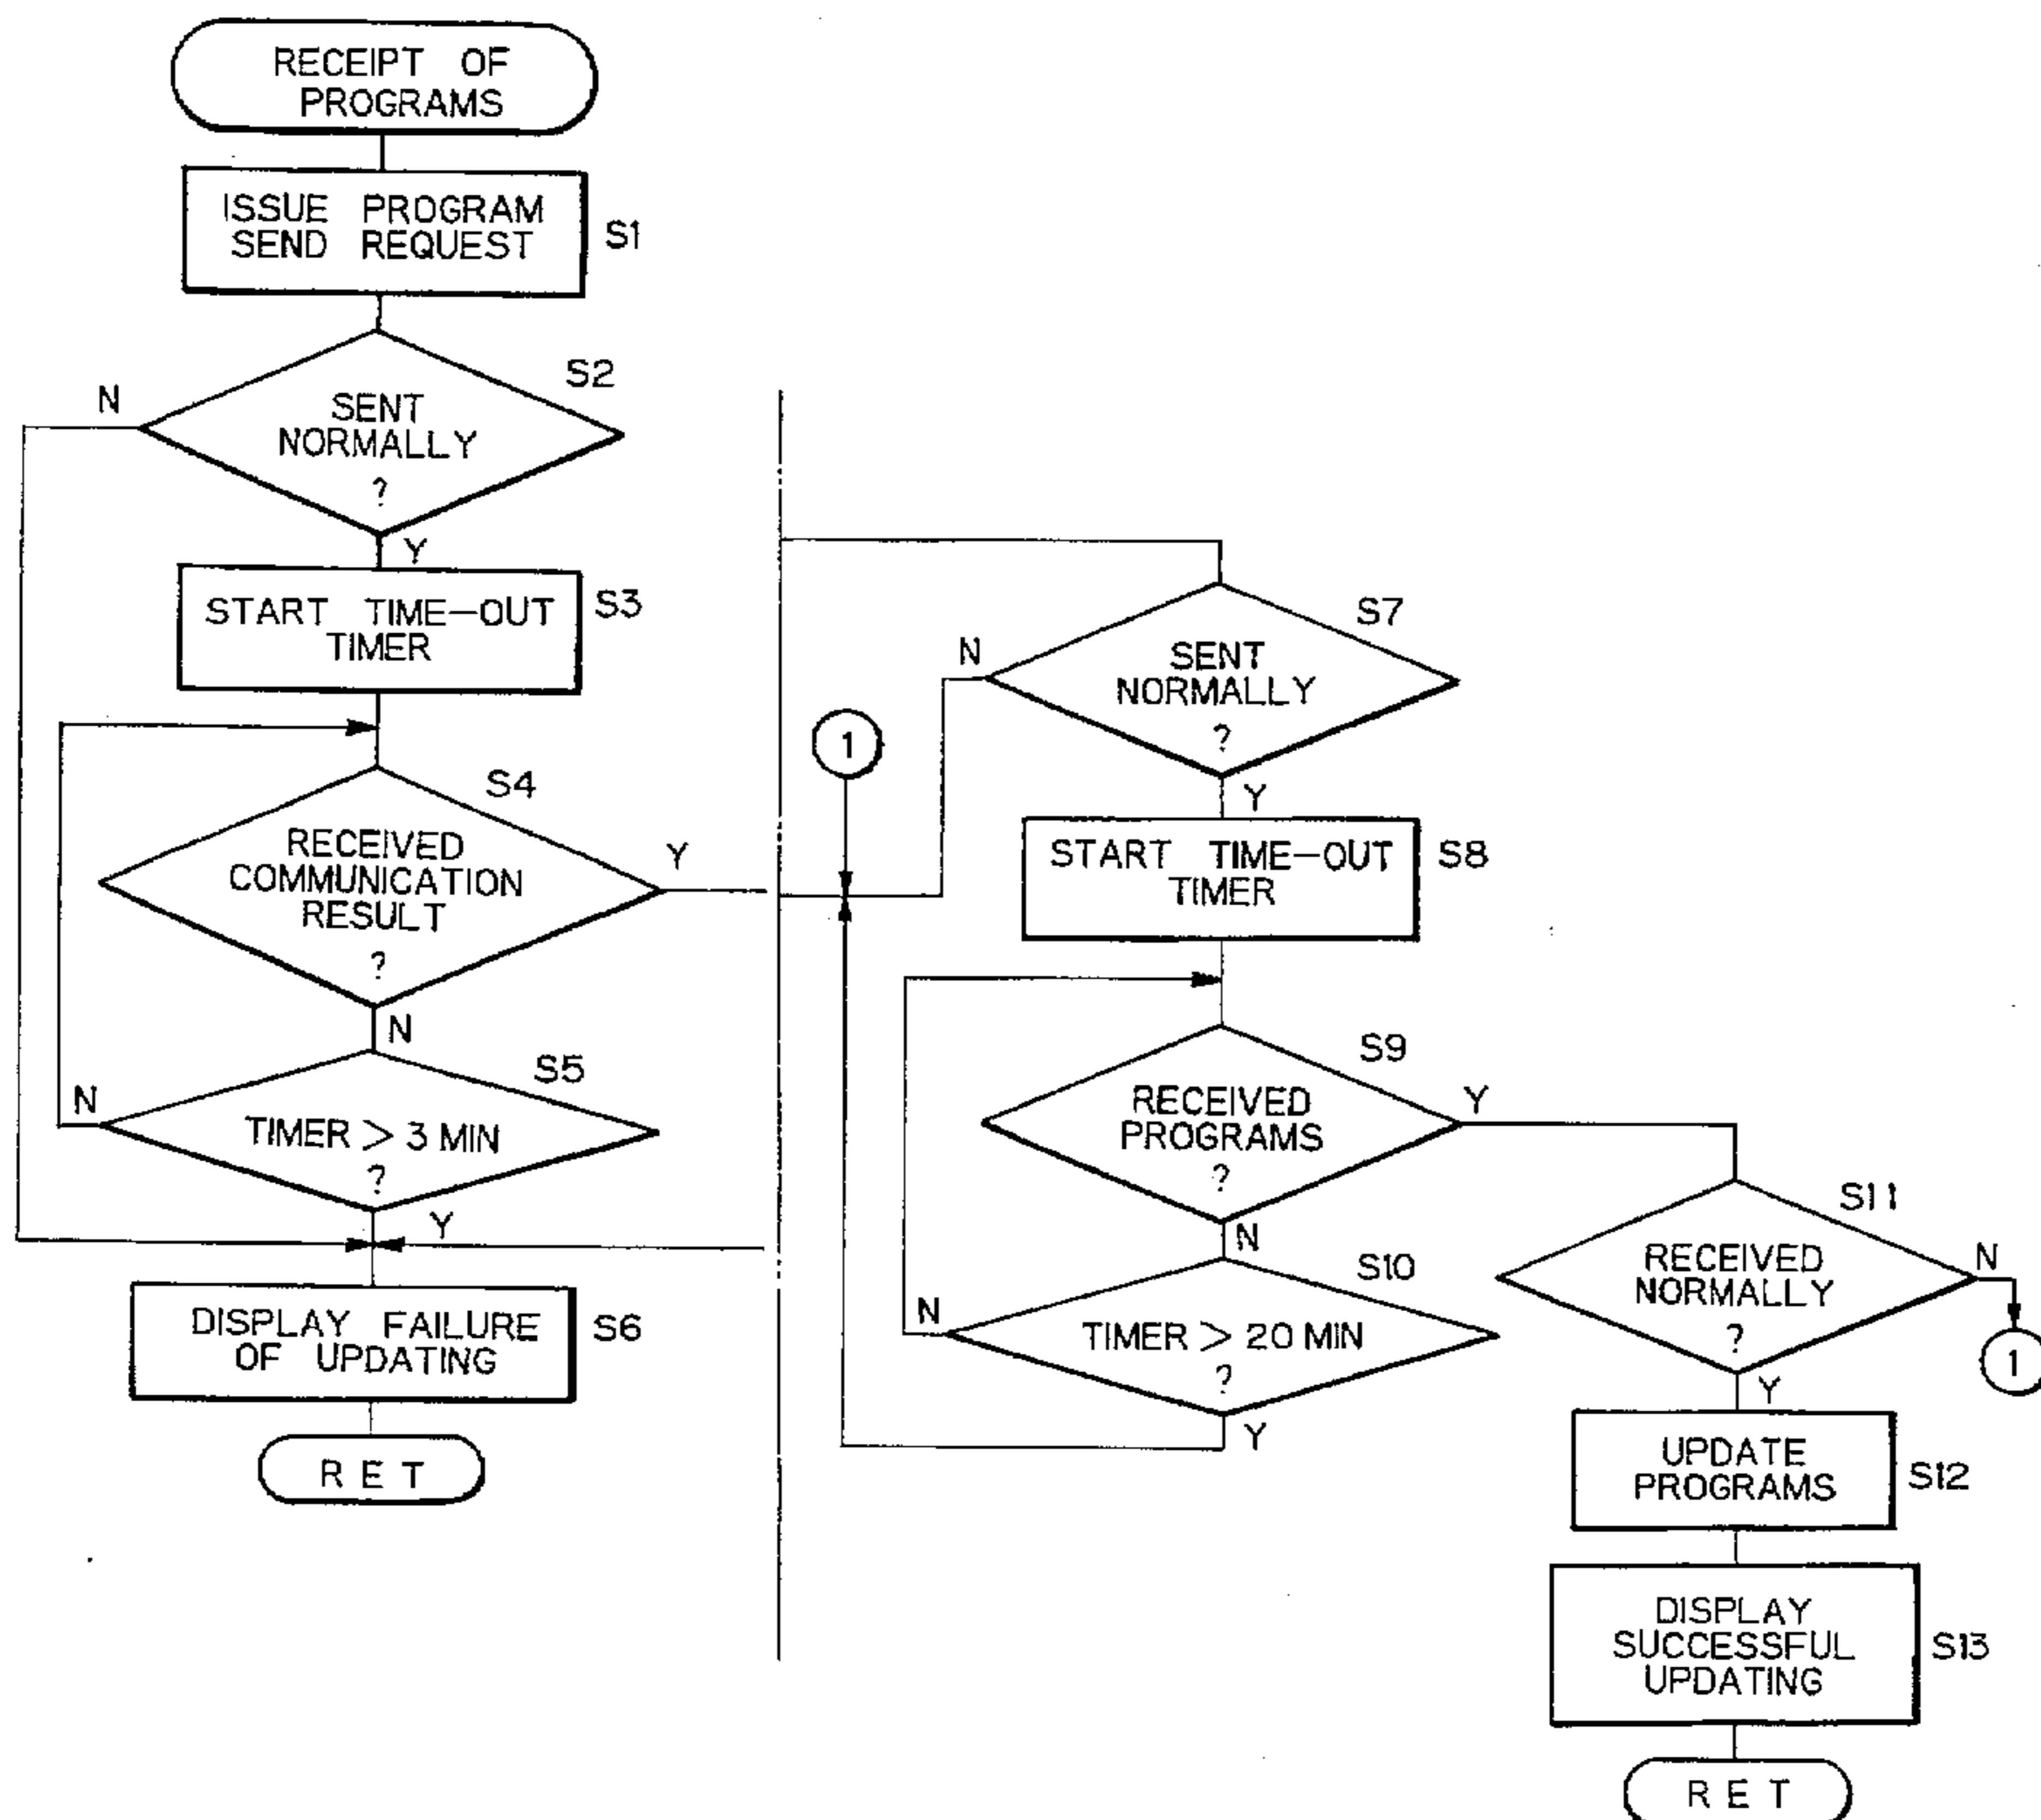 RECEIPT OF
PROGRAMS
ISSUE PROGRAM
SEND REQUEST
S1
S2
N
SENT
NORMALLY
?
Y
START TIME-OUT
TIMER
S3
S4
RECEIVED
COMMUNICATION
RESULT
?
Y
N
S5
N
TIMER > 3 MIN
?
Y
DISPLAY FAILURE
OF UPDATING
S6
R E T
S7
N
SENT
NORMALLY
?
1
Y
START TIME-OUT
TIMER
S8
S9
RECEIVED
PROGRAMS
?
Y
N
S10
N
TIMER > 20 MIN
?
Y
S11
RECEIVED
NORMALLY
?
N
1
Y
UPDATE
PROGRAMS
S12
DISPLAY
SUCCESSFUL
UPDATING
S13
R E T